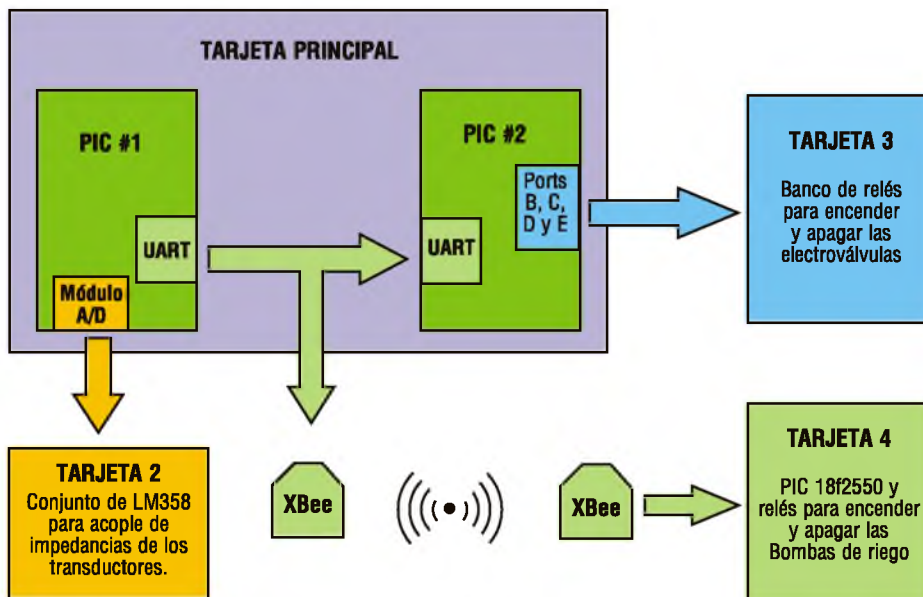 TARJETA PRINCIPAL
PIC #1
UART
Módulo
A/D
PIC #2
Ports
B, C,
D y E
UART
TARJETA 3
Banco de relés
para encender
y apagar las
electroválvulas
TARJETA 2
Conjunto de LM358
para acople de
impedancias de los
transductores.
XBee
XBee
TARJETA 4
PIC 18f2550 y
relés para encender
y apagar las
Bombas de riego